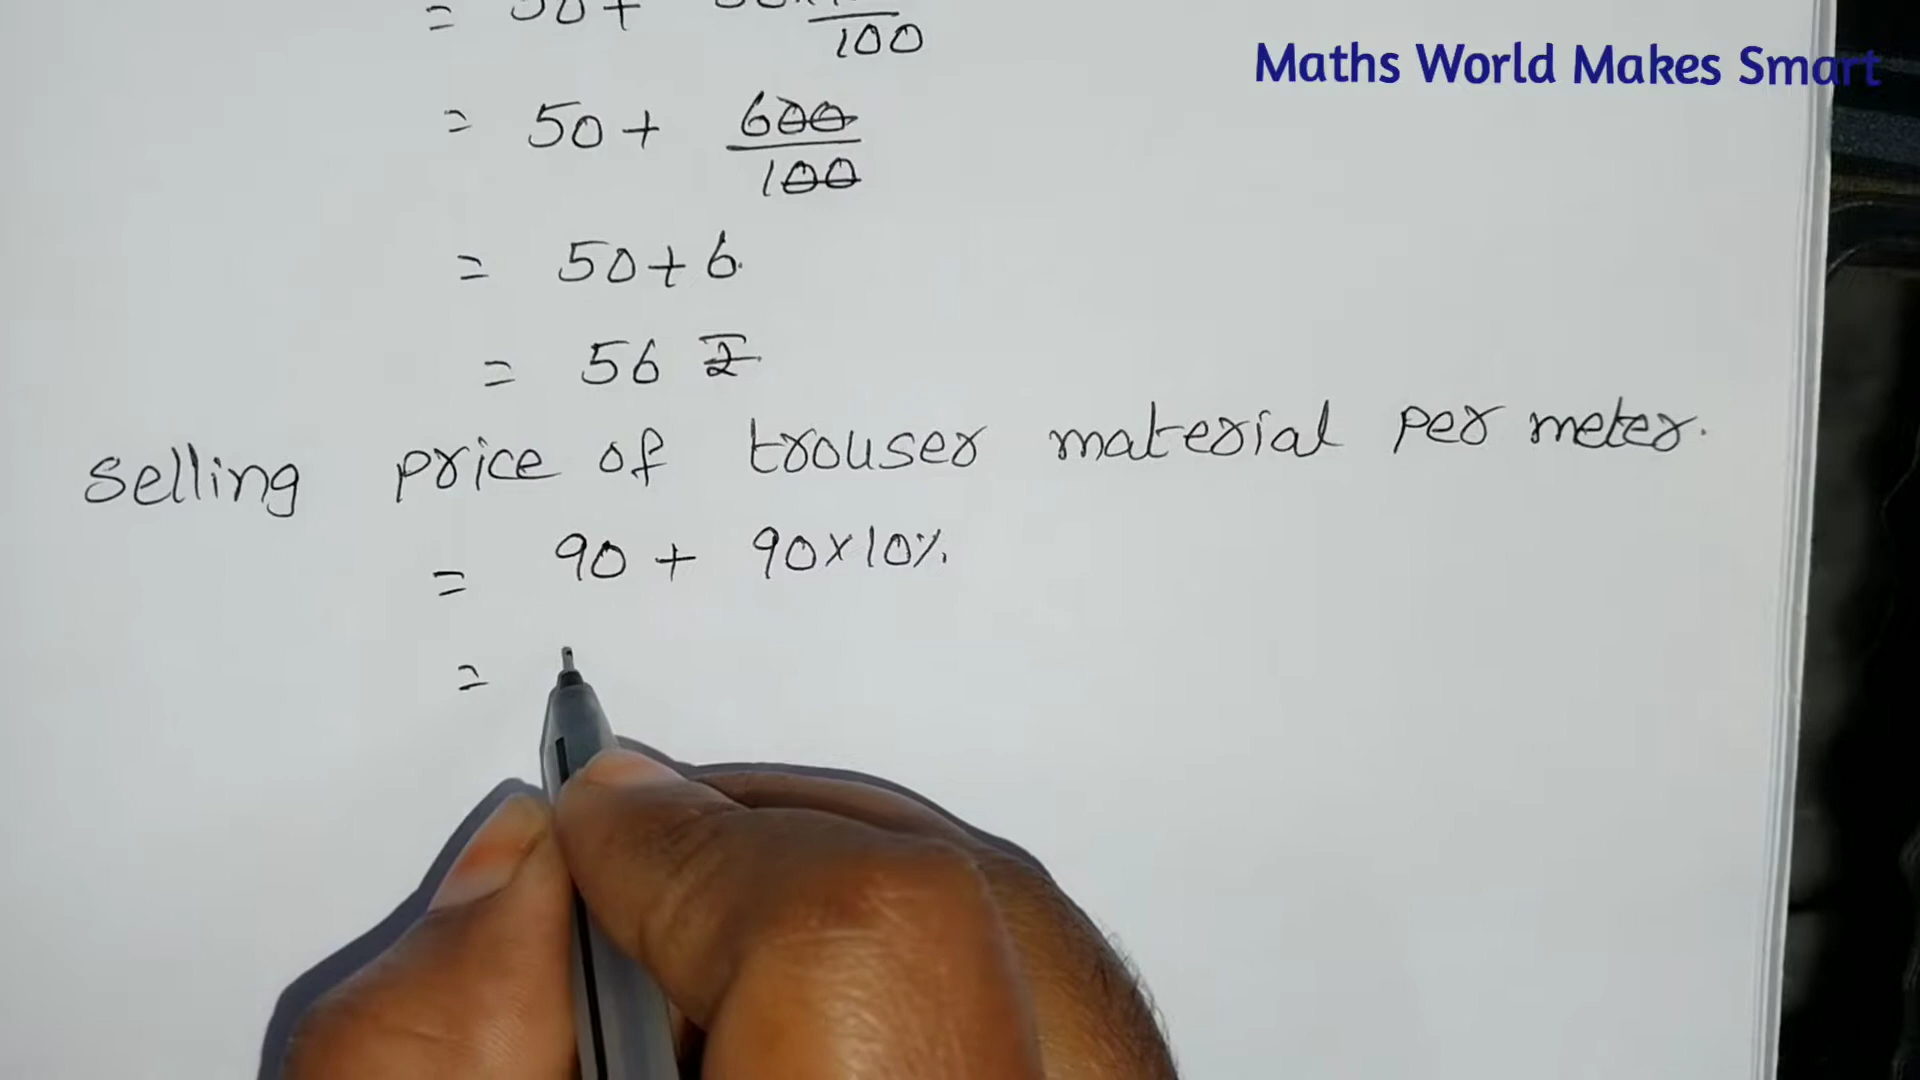 = 50 +
100
Maths World Makes Smart
= 50 + 600
100
= 50 + 6
= 56 ₹
Selling price of trouser material per meter.
= 90 + 90 × 10%
=